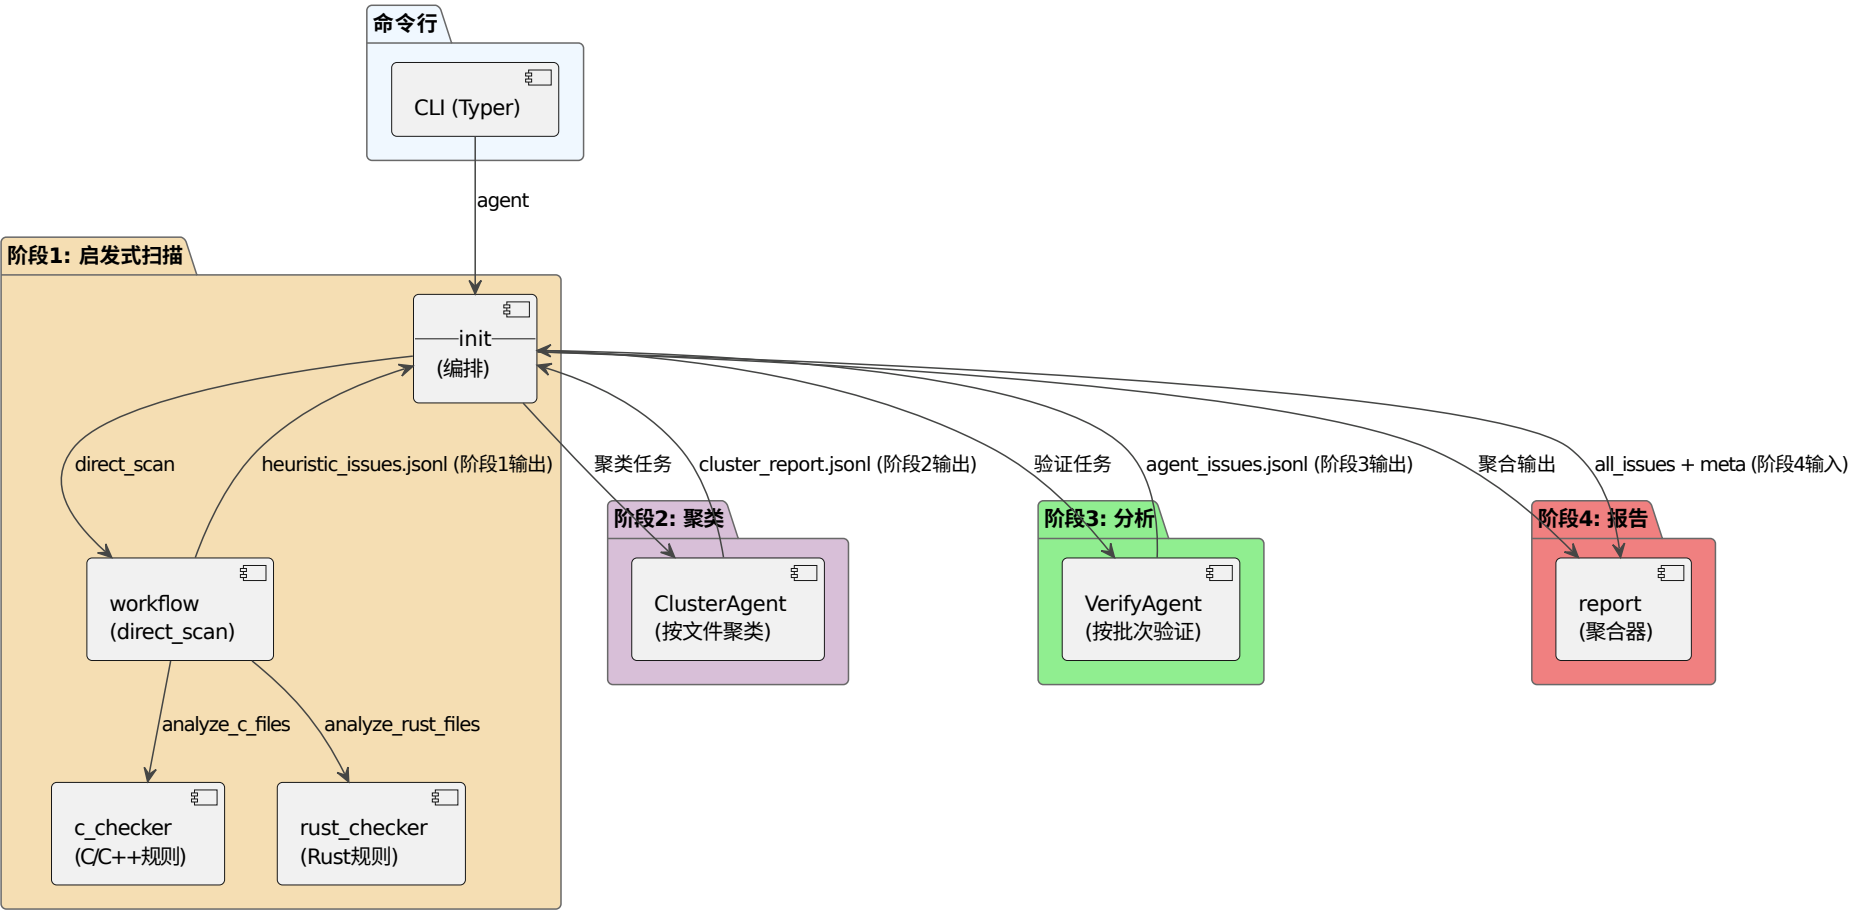 命令行
CLI (Typer)
agent
阶段1: 启发式扫描
init
(编排)
direct_scan
heuristic_issues.jsonl (阶段1输出)
聚类任务
cluster_report.jsonl (阶段2输出)
验证任务
agent_issues.jsonl (阶段3输出)
聚合输出
all_issues + meta (阶段4输入)
阶段2: 聚类
阶段3: 分析
阶段4: 报告
workflow
(direct_scan)
ClusterAgent
(按文件聚类)
VerifyAgent
(按批次验证)
report
(聚合器)
analyze_c_files
analyze_rust_files
c_checker
(C/C++规则)
rust_checker
(Rust规则)